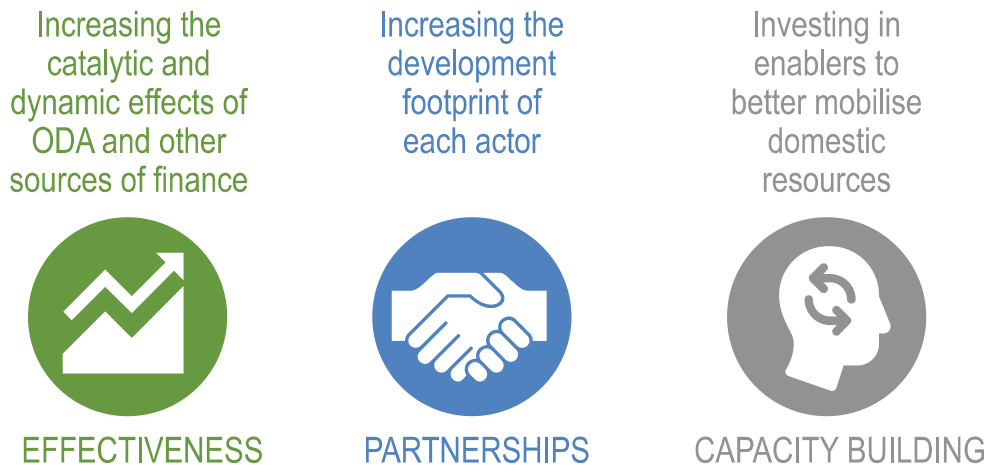 Increasing the
catalytic and
dynamic effects of
ODA and other
sources of finance
EFFECTIVENESS
Increasing the
development
footprint of
each actor
PARTNERSHIPS
Investing in
enablers to
better mobilise
domestic
resources
CAPACITY BUILDING